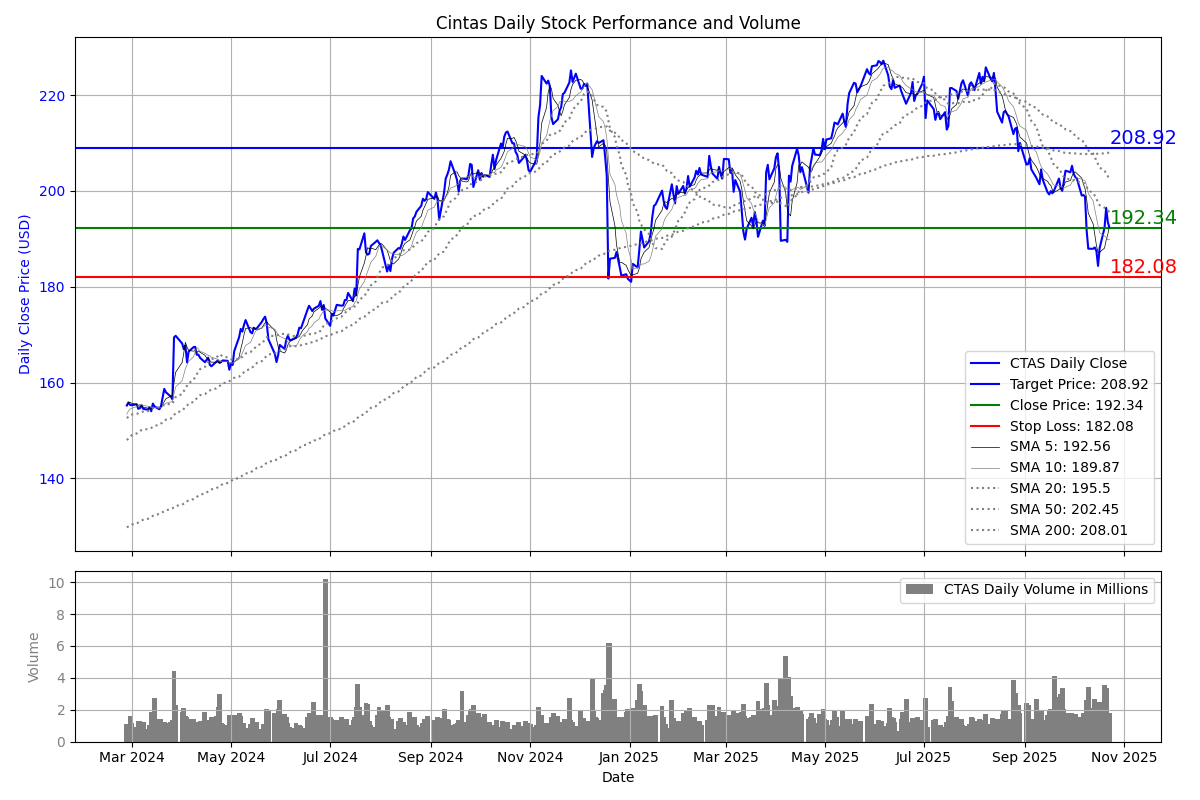 Cintas Daily Stock Performance and Volume
Daily Close Price (USD)
220
200
180
160
140
208.92
192.34
182.08
CTAS Daily Close
Target Price: 208.92
Close Price: 192.34
Stop Loss: 182.08
SMA 5: 192.56
SMA 10: 189.87
SMA 20: 195.5
SMA 50: 202.45
SMA 200: 208.01
Volume
10
8
6
4
2
0
CTAS Daily Volume in Millions
Mar 2024 May 2024 Jul 2024 Sep 2024 Nov 2024 Jan 2025 Mar 2025 May 2025 Jul 2025 Sep 2025 Nov 2025
Date